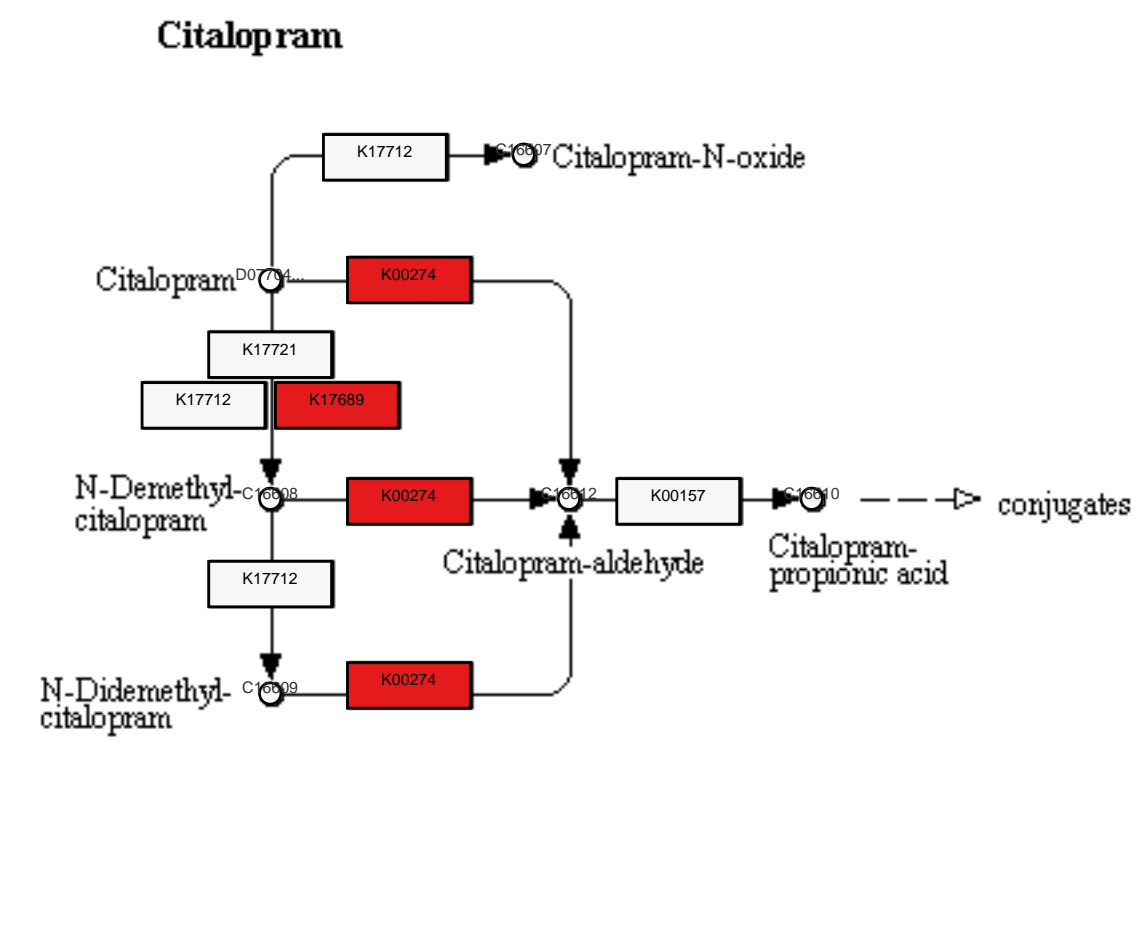 Citalopram
K17712
C16607 Citalopram-N-oxide
Citalopram D07704... K00274
K17721
K17712 K17689
N-Demethyl-
citalopram
C16608 K00274 C16612 K00157 C16610 conjugates
Citalopram-aldehyde
Citalopram-
propionic acid
K17712
N-Didemethyl-
citalopram
C16609 K00274